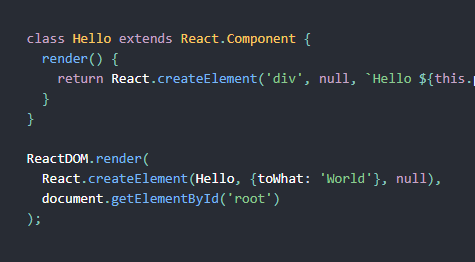 class Hello extends React.Component {
  render() {
    return React.createElement('div', null, `Hello ${this.
  }
}

ReactDOM.render(
  React.createElement(Hello, {toWhat: 'World'}, null),
  document.getElementById('root')
);